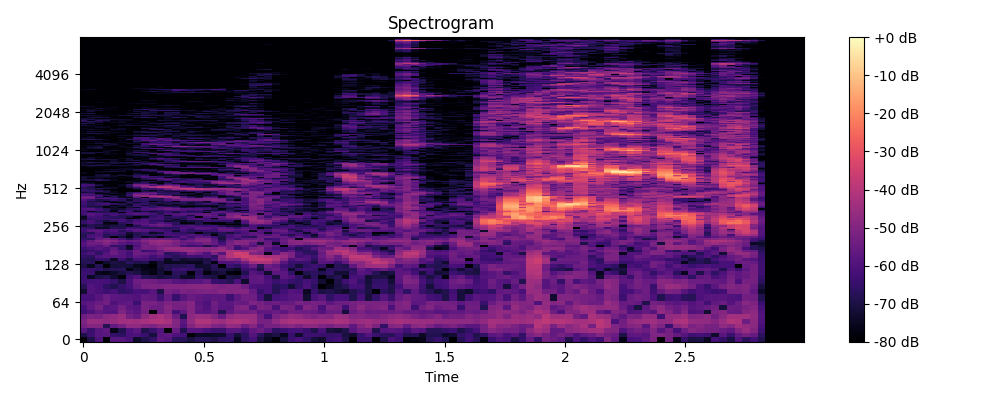 Spectrogram
Hz
4096
2048
1024
512
256
128
64
0
0
0.5
1
1.5
2
2.5
Time
+0 dB
-10 dB
-20 dB
-30 dB
-40 dB
-50 dB
-60 dB
-70 dB
-80 dB